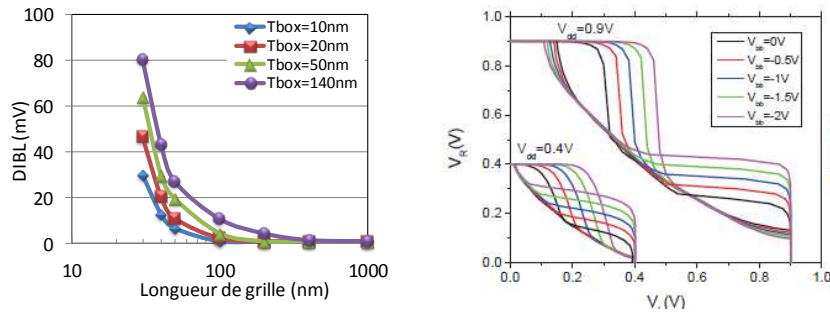 100
80
60
40
20
0
DIBL (mV)
Tbox=10nm
Tbox=20nm
Tbox=50nm
Tbox=140nm
10
100
1000
Longueur de grille (nm)
1.0
0.8
0.6
0.4
0.2
0.0
V_R(V)
V_dd=0.9V
V_dd=0.4V
V_bb=0V
V_bb=-0.5V
V_bb=-1V
V_bb=-1.5V
V_bb=-2V
0.0
0.2
0.4
0.6
0.8
1.0
(V)